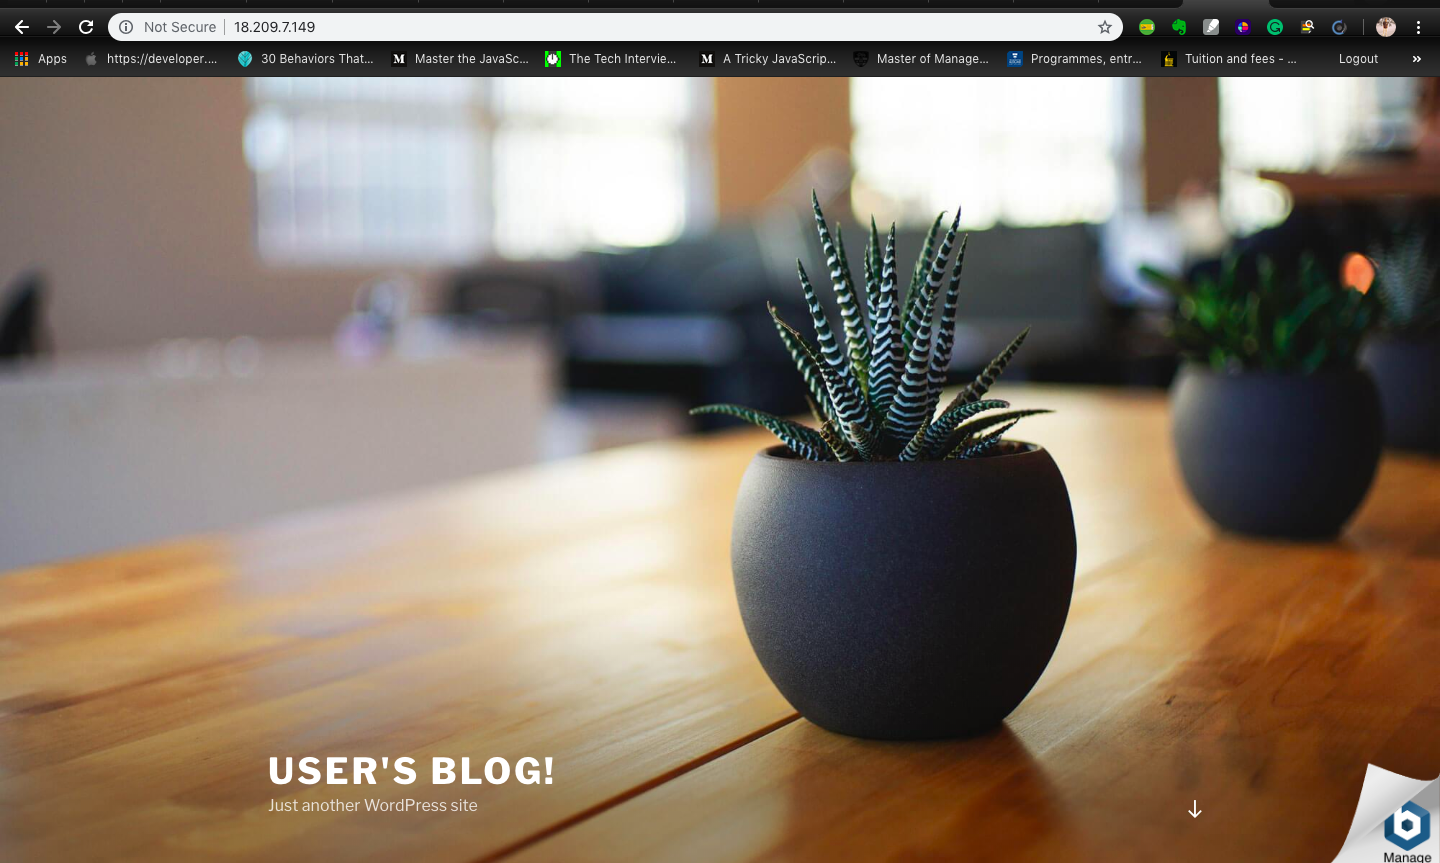 Not Secure 18.209.7.149
Apps https://developer.... 30 Behaviors That... Master the JavaSc... The Tech Intervie... A Tricky JavaScrip... Master of Manage... Programmes, entr... Tuition and fees - ... Logout »
USER'S BLOG!
Just another WordPress site
Manage